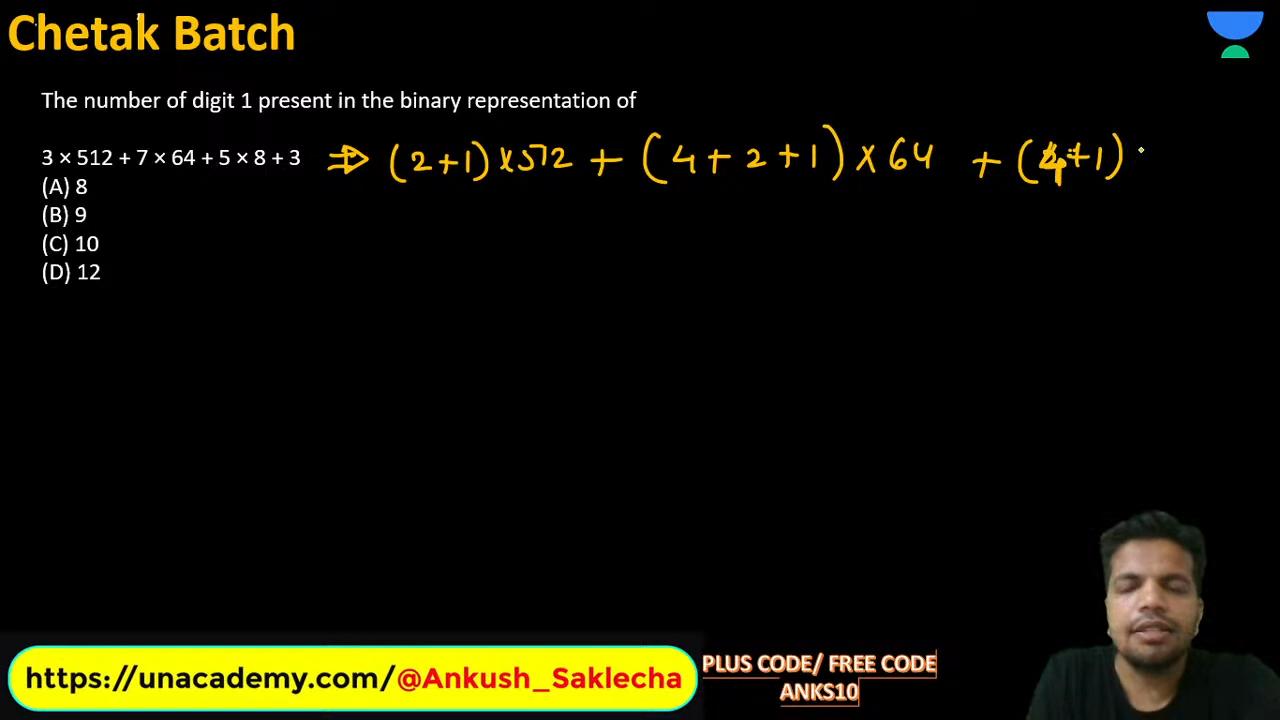 Chetak Batch
The number of digit 1 present in the binary representation of
3 × 512 + 7 × 64 + 5 × 8 + 3 ⇒ (2+1)×512 + (4+2+1)×64 + (4+1)
(A) 8
(B) 9
(C) 10
(D) 12
https://unacademy.com/@Ankush_Saklecha
PLUS CODE/ FREE CODE
ANKS10